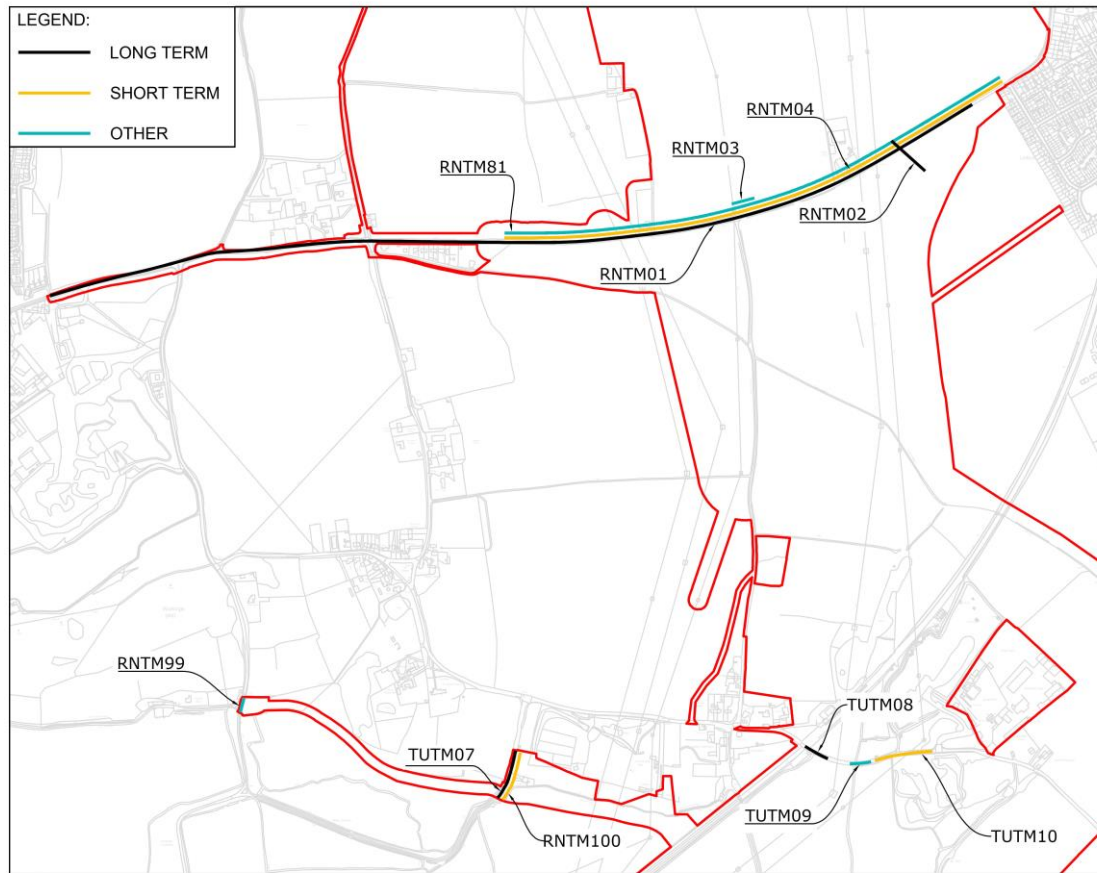 LEGEND:
LONG TERM
SHORT TERM
OTHER
RNTM04
RNTM03
RNTM81
RNTM02
RNTM01
RNTM99
TUTM08
TUTM07
TUTM09
RNTM100
TUTM10